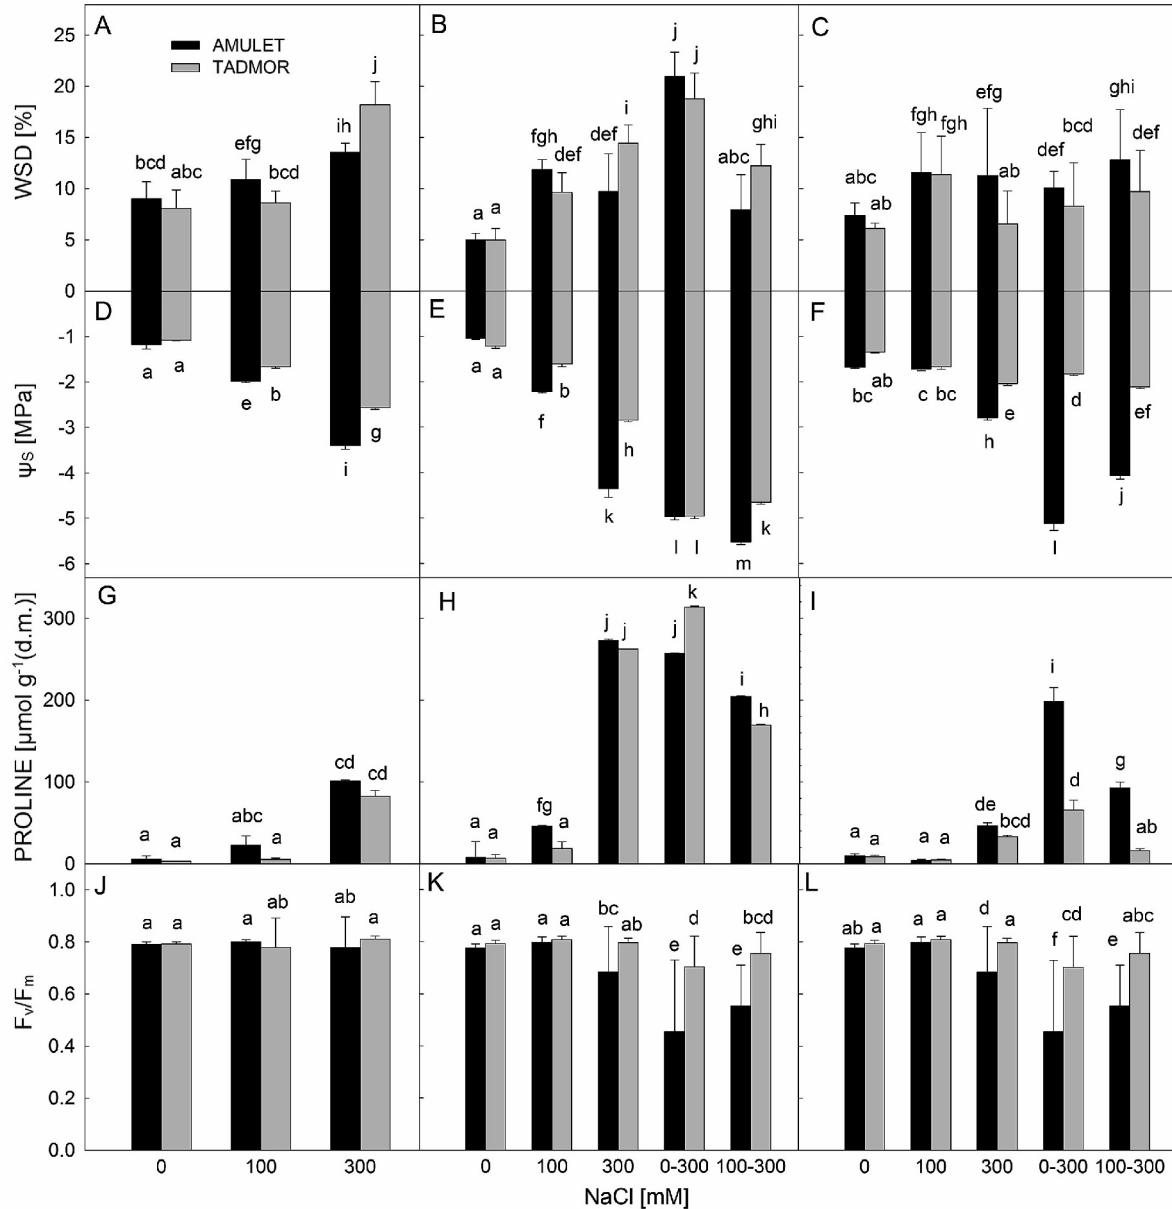 A
B
C
AMULET
TADMOR
WSD [%]
25
20
15
10
5
0
bcd
abc
efg
bcd
ih
j
a
a
fgh
def
def
i
j
j
abc
ghi
abc
ab
fgh
fgh
efg
ab
def
bcd
ghi
def
D
E
F
ψs [MPa]
-1
-2
-3
-4
-5
-6
a
a
e
b
i
g
a
a
f
b
k
h
l
l
m
k
bc
ab
c
bc
h
e
l
d
j
ef
G
H
I
PROLINE [μmol g⁻¹(d.m.)]
300
200
100
0
a
a
abc
a
cd
cd
a
a
fg
a
j
j
j
k
i
h
a
a
a
a
de
bcd
i
d
g
ab
J
K
L
Fv/Fm
1.0
0.8
0.6
0.4
0.2
0.0
a
a
a
ab
ab
a
a
a
a
a
bc
ab
e
d
e
bcd
ab
a
a
a
d
a
f
cd
e
abc
0
100
300
0
100
300
0-300
100-300
0
100
300
0-300
100-300
NaCl [mM]